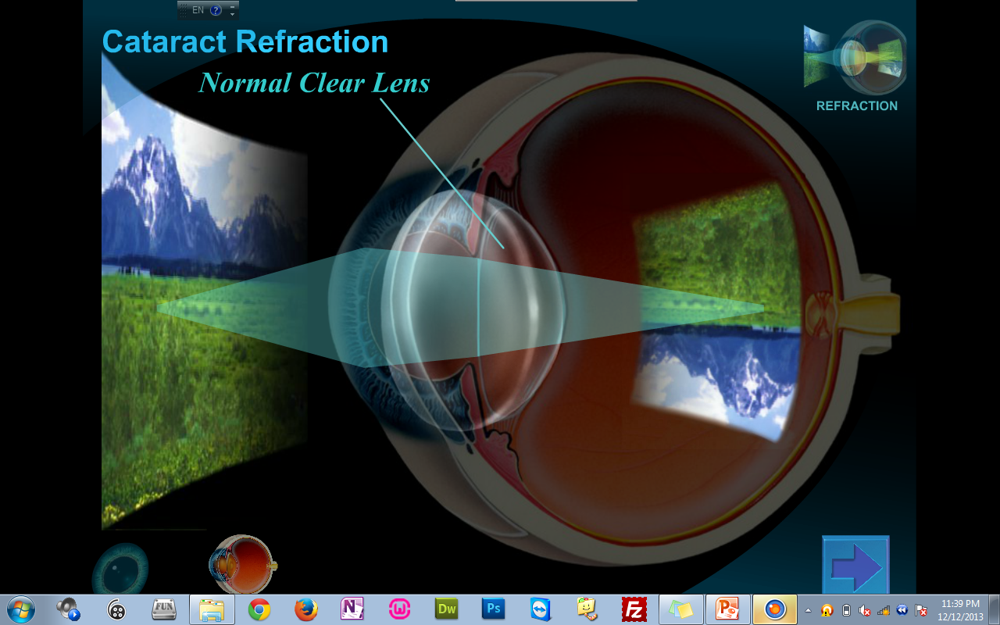 EN
Cataract Refraction
Normal Clear Lens
REFRACTION
FUN
N
Dw
Ps
Fz
P
11:39 PM
12/12/2013